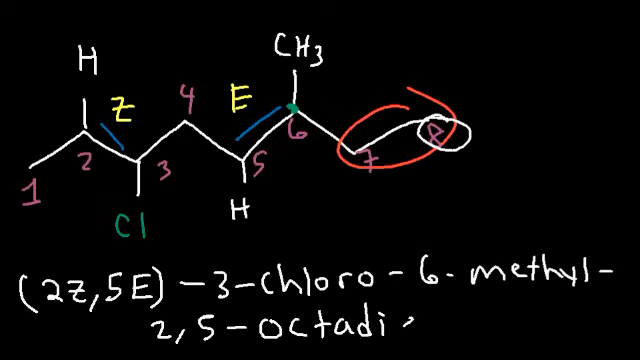 CH3
H
Z
4
E
6
2
3
5
7
8
1
Cl
H
(2Z,5E)-3-chloro-6-methyl-
2,5-octadi